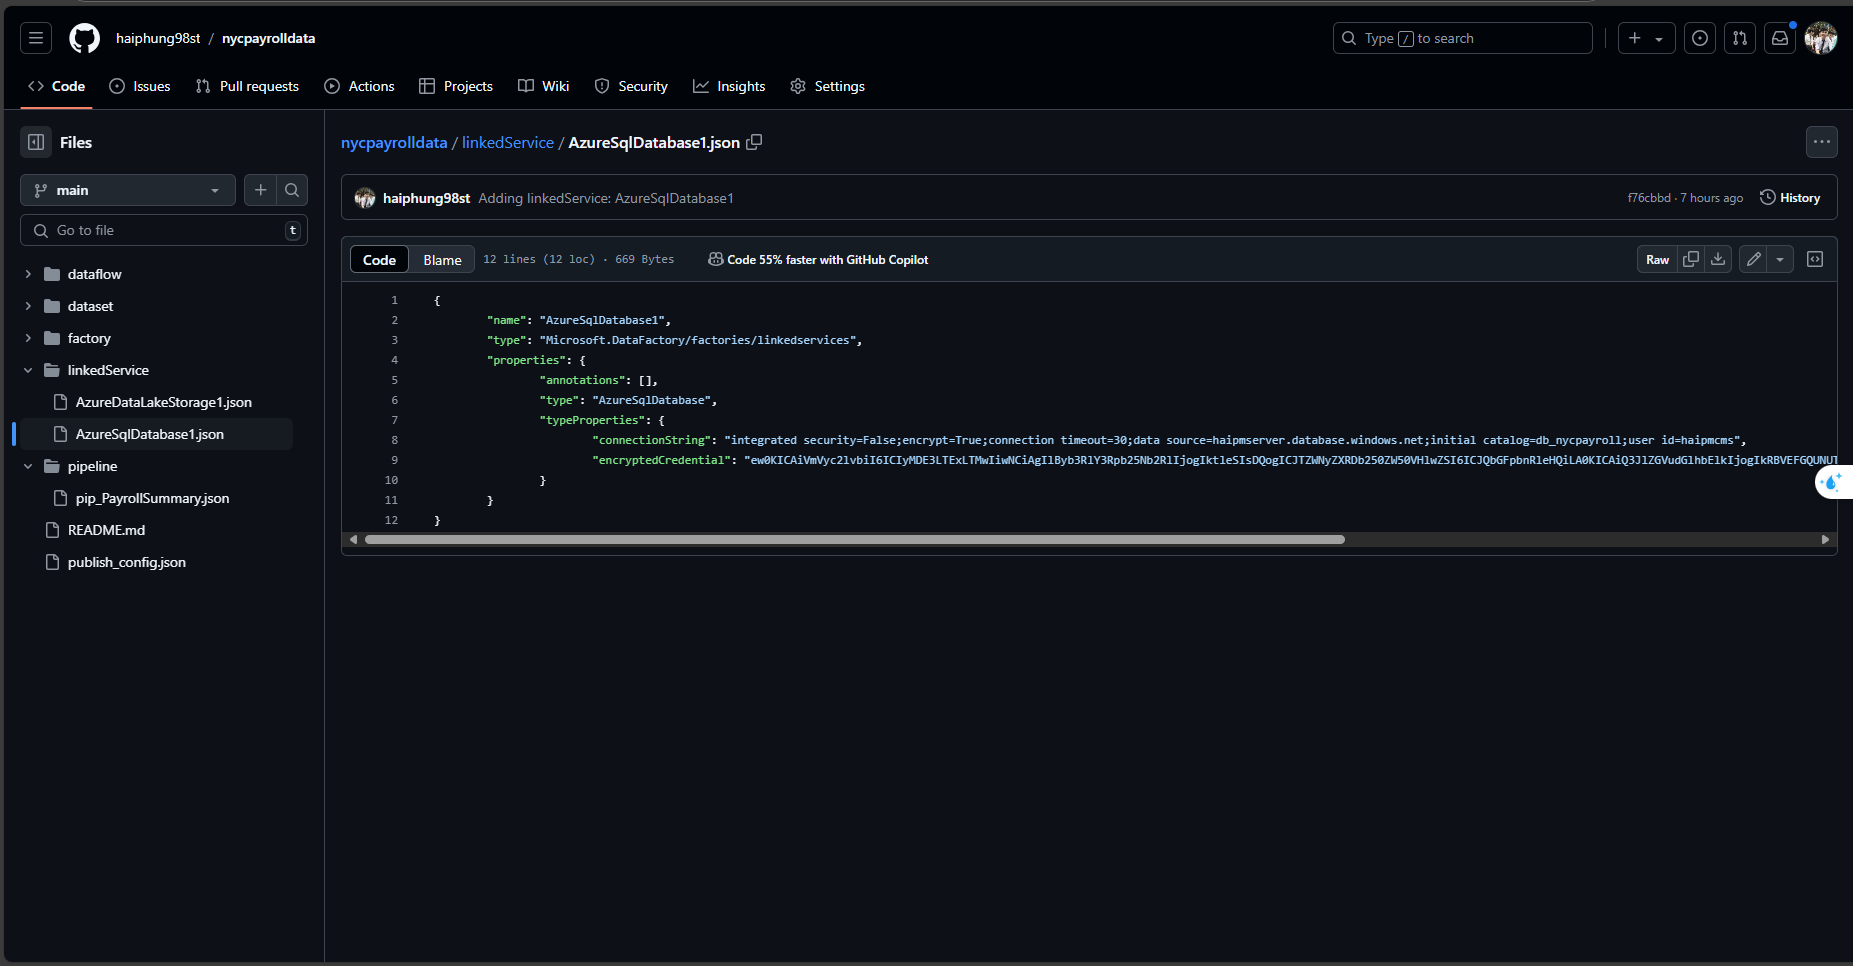 haiphung98st / nycpayrolldata
Type / to search
Code Issues Pull requests Actions Projects Wiki Security Insights Settings
Files
main
Go to file t
dataflow
dataset
factory
linkedService
AzureDataLakeStorage1.json
AzureSqlDatabase1.json
pipeline
pip_PayrollSummary.json
README.md
publish_config.json
nycpayrolldata / linkedService / AzureSqlDatabase1.json
haiphung98st Adding linkedService: AzureSqlDatabase1 f76cbbd · 7 hours ago History
Code Blame 12 lines (12 loc) · 669 Bytes Code 55% faster with GitHub Copilot Raw
1 {
2 "name": "AzureSqlDatabase1",
3 "type": "Microsoft.DataFactory/factories/linkedservices",
4 "properties": {
5 "annotations": [],
6 "type": "AzureSqlDatabase",
7 "typeProperties": {
8 "connectionString": "integrated security=False;encrypt=True;connection timeout=30;data source=haipmserver.database.windows.net;initial catalog=db_nycpayroll;user id=haipmcms",
9 "encryptedCredential":
10 }
11 }
12 }